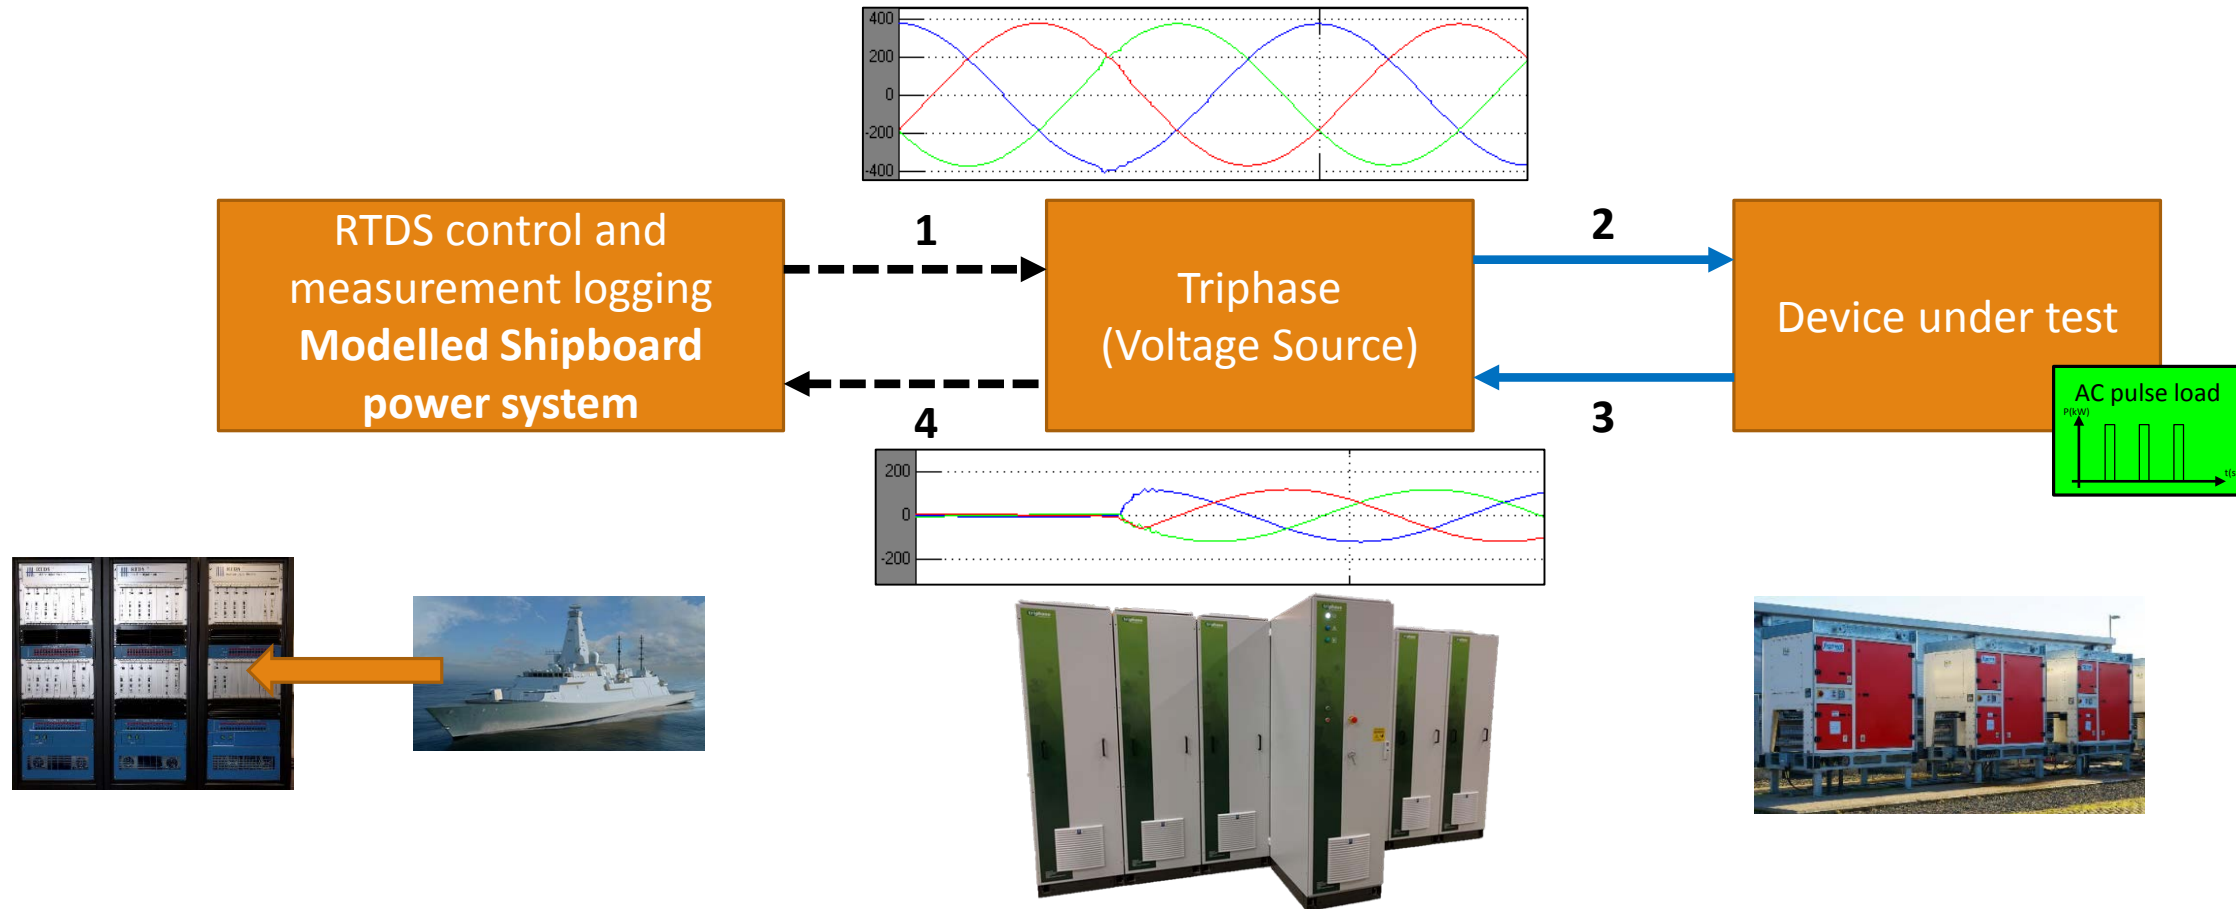 400
200
0
-200
-400
RTDS control and
measurement logging
Modelled Shipboard
power system
1
4
Triphase
(Voltage Source)
2
3
Device under test
AC pulse load
P(kW)
t(s
200
0
-200